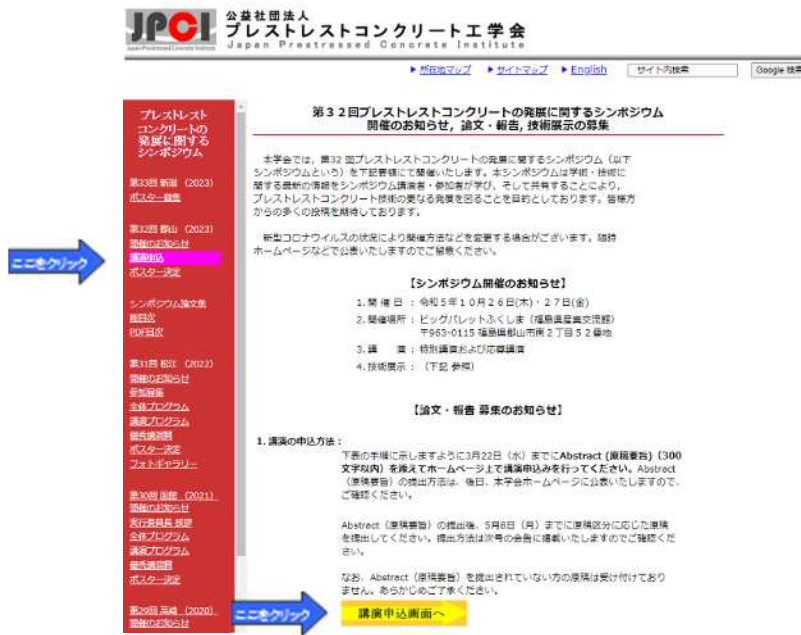 JPCI
公益社団法人
プレストレストコンクリート工学会
Japan Prestressed Concrete Institute
所在地マップ サイトマップ English サイト内検索 Google 検索
プレストレスト
コンクリートの
発展に関する
シンポジウム
第33回 新潟 (2023)
ポスター募集
第32回 郡山 (2023)
開催のお知らせ
講演申込
ポスター決定
シンポジウム論文集
総目次
PDF目次
第31回 松江 (2022)
開催のお知らせ
参加募集
全体プログラム
講演プログラム
優秀講演賞
ポスター決定
フォトギャラリー
第30回 (2021)
開催のお知らせ
実行委員長 挨拶
全体プログラム
講演プログラム
優秀講演賞
ポスター決定
第29回 高崎 (2020)
開催のお知らせ
ここをクリック
第32回プレストレストコンクリートの発展に関するシンポジウム
開催のお知らせ,論文・報告,技術展示の募集
本学会では,第32 回プレストレストコンクリートの発展に関するシンポジウム(以下
シンポジウムという)を下記要領にて開催いたします。本シンポジウムは学術・技術に
関する最新の情報をシンポジウム講演者・参加者が学び,そして共有することにより,
プレストレストコンクリート技術の更なる発展を図ることを目的としております。皆様方
からの多くの投稿を期待しております。
新型コロナウイルスの状況により開催方法などを変更する場合がございます。随時
ホームページなどで公表いたしますのでご留意ください。
【シンポジウム開催のお知らせ】
1. 開 催 日 : 令和5年10月26日(木)・27日(金)
2. 開催場所 : ビッグパレットふくしま(福島県産業交流館)
〒963-0115 福島県郡山市南2丁目52番地
3. 講 演 : 特別講演および応募講演
4. 技術展示 : (下記 参照)
【論文・報告 募集のお知らせ】
1. 講演の申込方法:
下表の手順に示しますように3月22日(水)までにAbstract (原稿要旨)(300
文字以内)を添えてホームページ上で講演申込みを行ってください。Abstract
(原稿要旨)の提出方法は、後日、本学会ホームページに公表いたしますので、
ご確認ください。
Abstract(原稿要旨)の提出後、5月8日(月)までに原稿区分に応じた原稿
を提出してください。提出方法は次号の会告に掲載いたしますのでご確認くだ
さい。
なお、Abstract(原稿要旨)を提出されていない方の原稿は受け付けており
ません。あらかじめご了承ください。
ここをクリック
講演申込画面へ